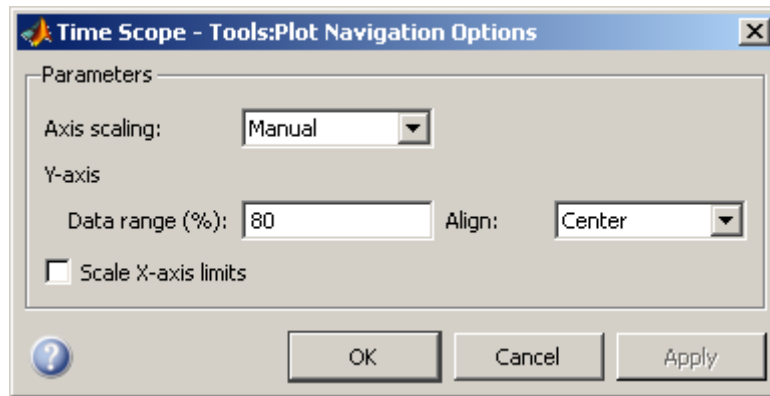 Time Scope - Tools:Plot Navigation Options
Parameters
Axis scaling: Manual
Y-axis
Data range (%): 80 Align: Center
Scale X-axis limits
? OK Cancel Apply